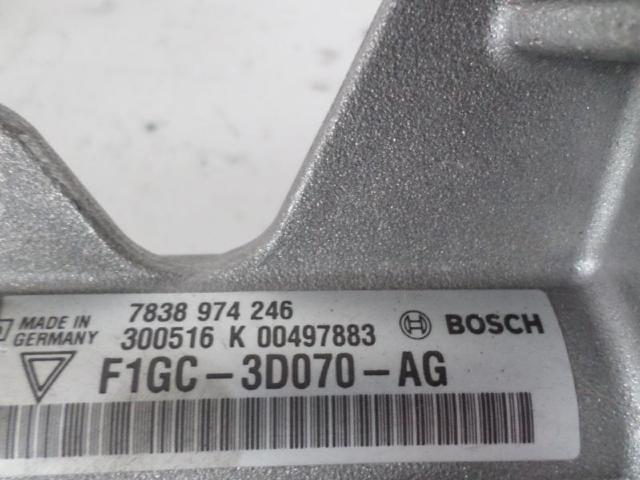 7838 974 246
MADE IN
GERMANY
300516 K 00497883
BOSCH
F1GC-3D070-AG